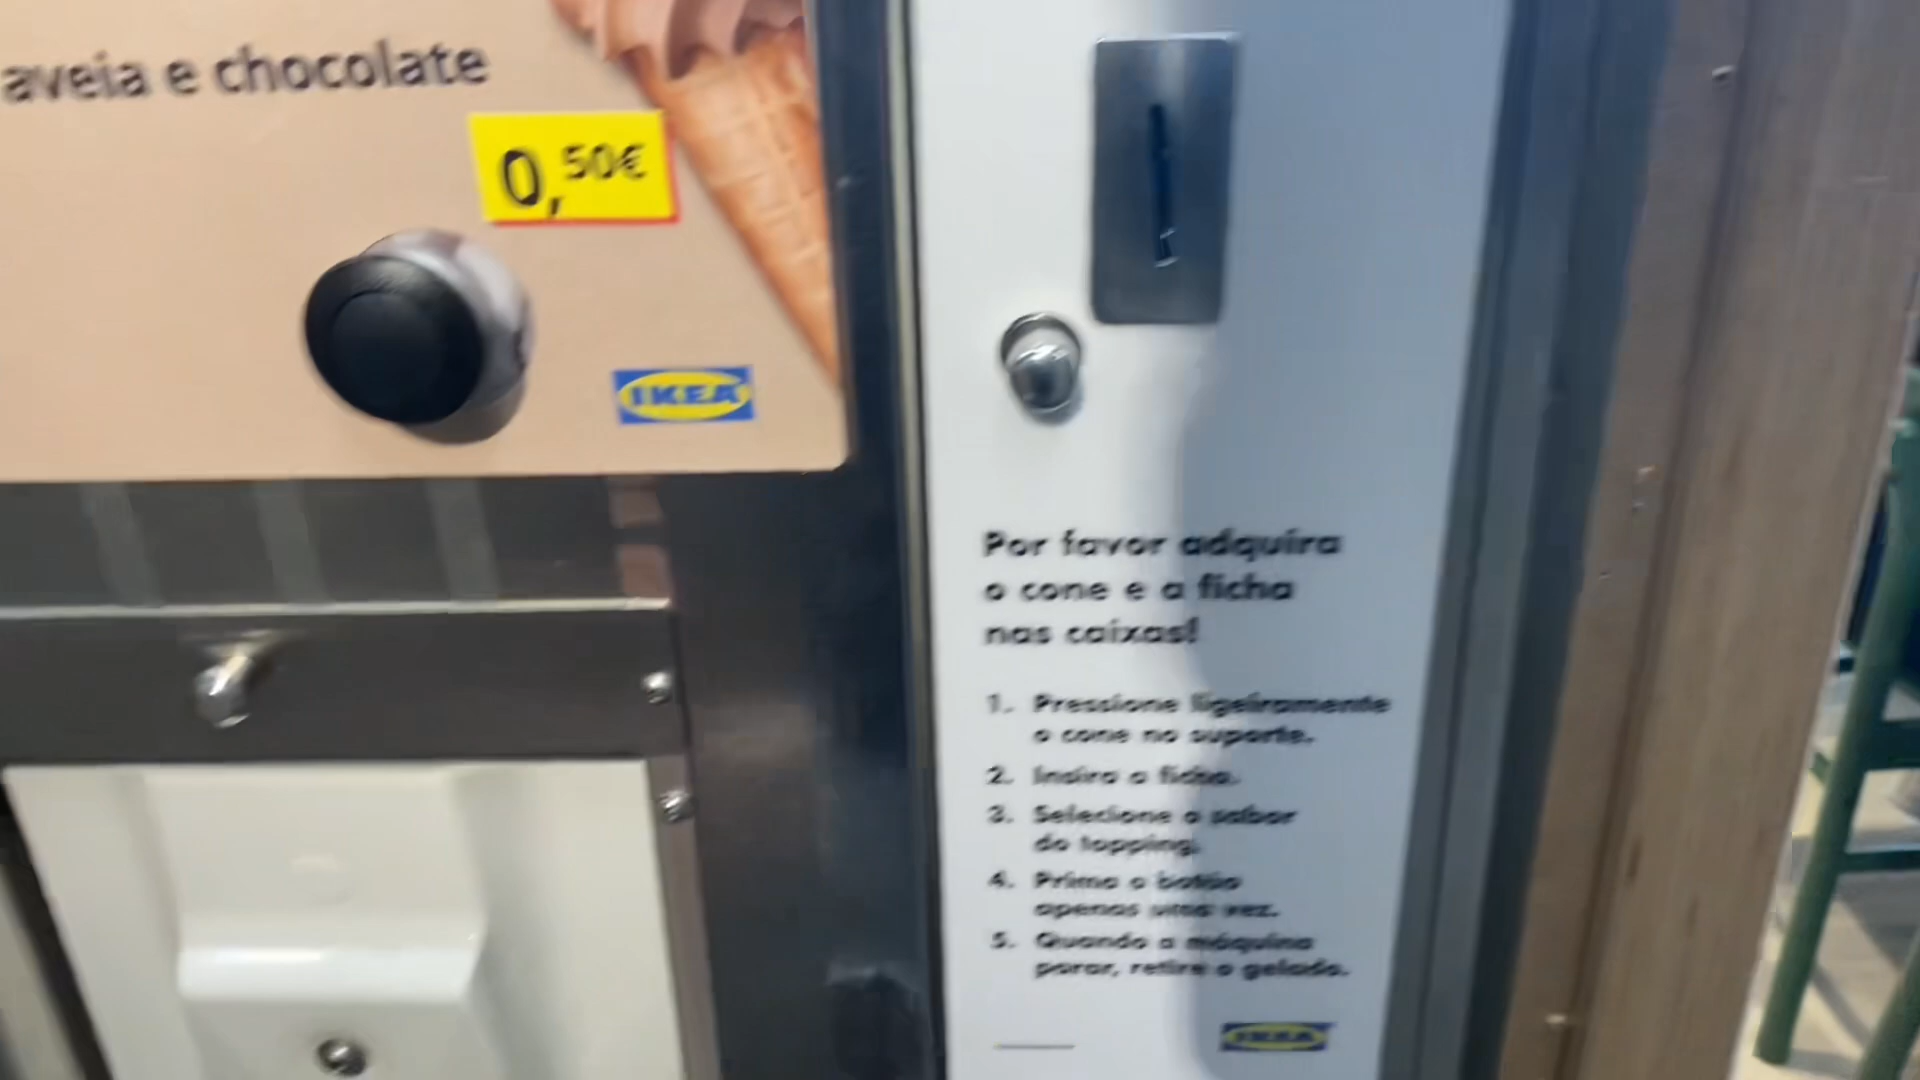 aveia e chocolate
0,50€
IKEA
Por favor adquira
o cone e a ficha
nas caixas!
1. Pressione ligeiramente
o cone no suporte.
2. Insira a ficha.
3. Selecione o sabor
do topping.
4. Prima o botão
apenas uma vez.
5. Quando a máquina
parar, retire o gelado.
IKEA